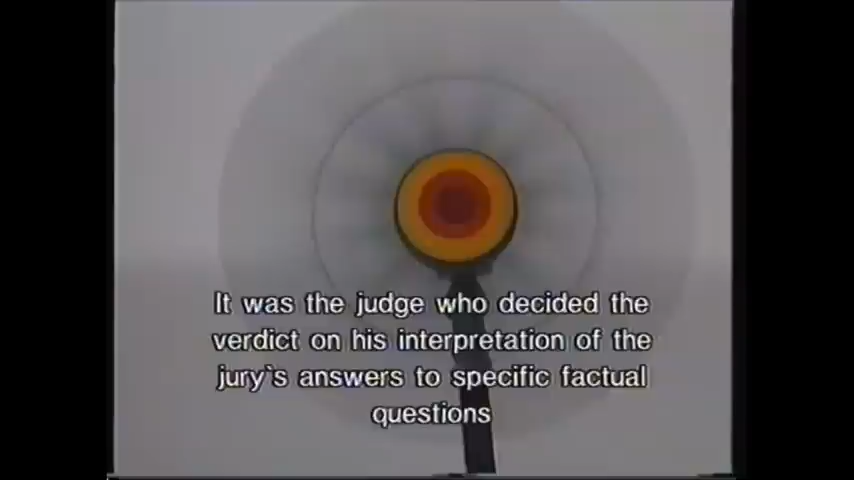 It was the judge who decided the
verdict on his interpretation of the
jury`s answers to specific factual
questions